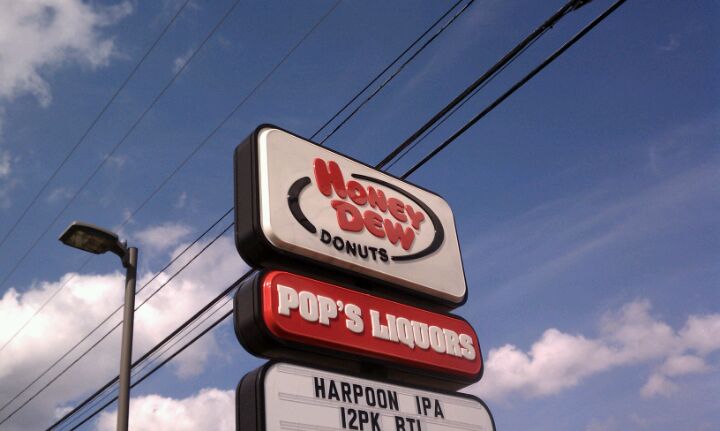 HONEY
DEW
DONUTS
POP'S LIQUORS
HARPOON IPA
12PK BTL